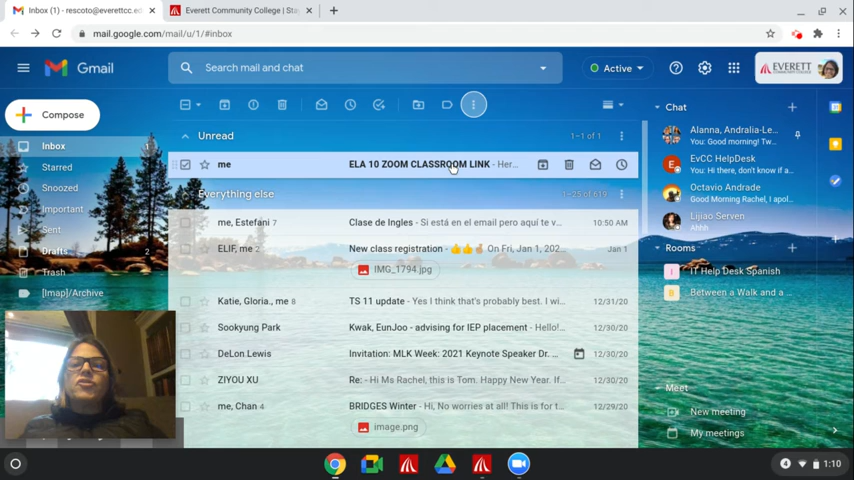 Inbox (1) - rescoto@everettcc.ed
Everett Community College | Sta
mail.google.com/mail/u/1/#inbox
Gmail
Search mail and chat
Active
EVERETT
COMMUNITY COLLEGE
Compose
Inbox 1
Starred
Snoozed
Important
Sent
Drafts 2
Trash
[Imap]/Archive
Unread 1–1 of 1
me ELA 10 ZOOM CLASSROOM LINK - Her...
Everything else 1–25 of 619
me, Estefani 7 Clase de Ingles - Si está en el email pero aquí te v... 10:50 AM
ELIF, me 2 New class registration - 👍👍🤞 On Fri, Jan 1, 202... Jan 1
IMG_1794.jpg
Katie, Gloria., me 8 TS 11 update - Yes I think that's probably best. I wi... 12/31/20
Sookyung Park Kwak, EunJoo - advising for IEP placement - Hello!... 12/30/20
DeLon Lewis Invitation: MLK Week: 2021 Keynote Speaker Dr. ... 12/30/20
ZIYOU XU Re: - Hi Ms Rachel, this is Tom. Happy New Year. If... 12/30/20
me, Chan 4 BRIDGES Winter - Hi, No worries at all! This is for t... 12/29/20
image.png
Chat
Alanna, Andralia-Le...
You: Good morning! Tw...
EvCC HelpDesk
You: Hi there, don't know if a...
Octavio Andrade
Good Morning Rachel, I apol...
Lijiao Serven
Ahhh
Rooms
IT Help Desk Spanish
Between a Walk and a
Meet
New meeting
My meetings
4 1:10